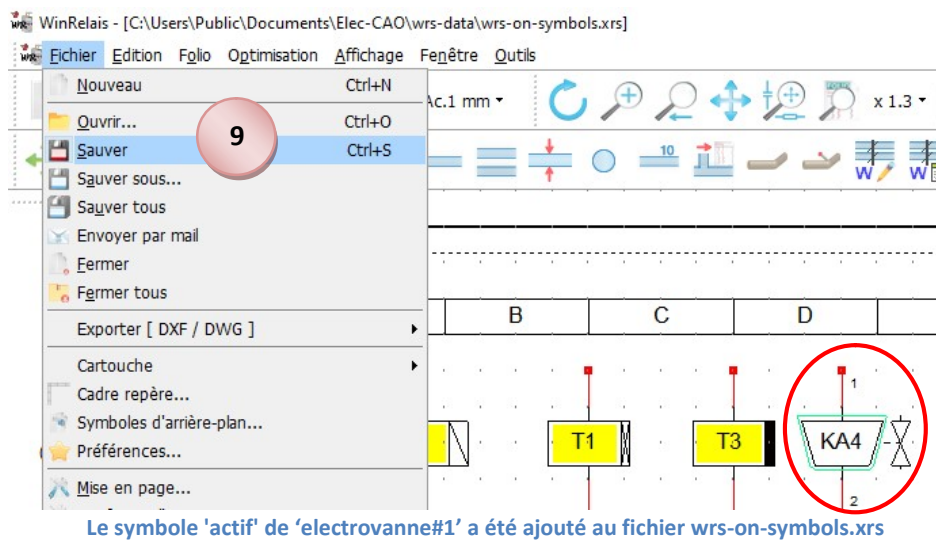 WinRelais - [C:\Users\Public\Documents\Elec-CAO\wrs-data\wrs-on-symbols.xrs]
Fichier Edition Folio Optimisation Affichage Fenêtre Outils
Nouveau Ctrl+N
Ac.1 mm
x 1.3
Ouvrir... Ctrl+O
9
Sauver Ctrl+S
10
W W
Sauver sous...
Sauver tous
Envoyer par mail
Fermer
Fermer tous
Exporter [ DXF / DWG ]
B C D
Cartouche
Cadre repère...
1
Symboles d'arrière-plan...
T1 T3 KA4
Préférences...
Mise en page...
2
Le symbole 'actif' de ‘electrovanne#1’ a été ajouté au fichier wrs-on-symbols.xrs